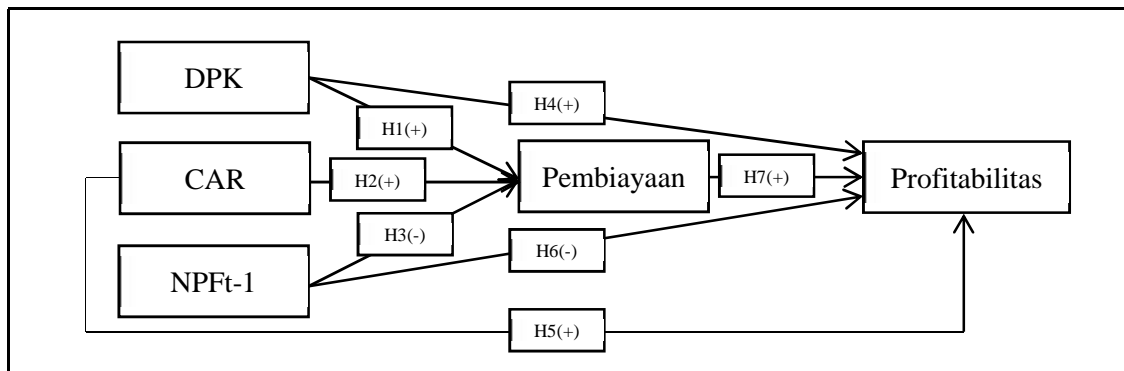 DPK
H4(+)
H1(+)
CAR
H2(+)
Pembiayaan
H7(+)
Profitabilitas
H3(-)
H6(-)
NPFt-1
H5(+)